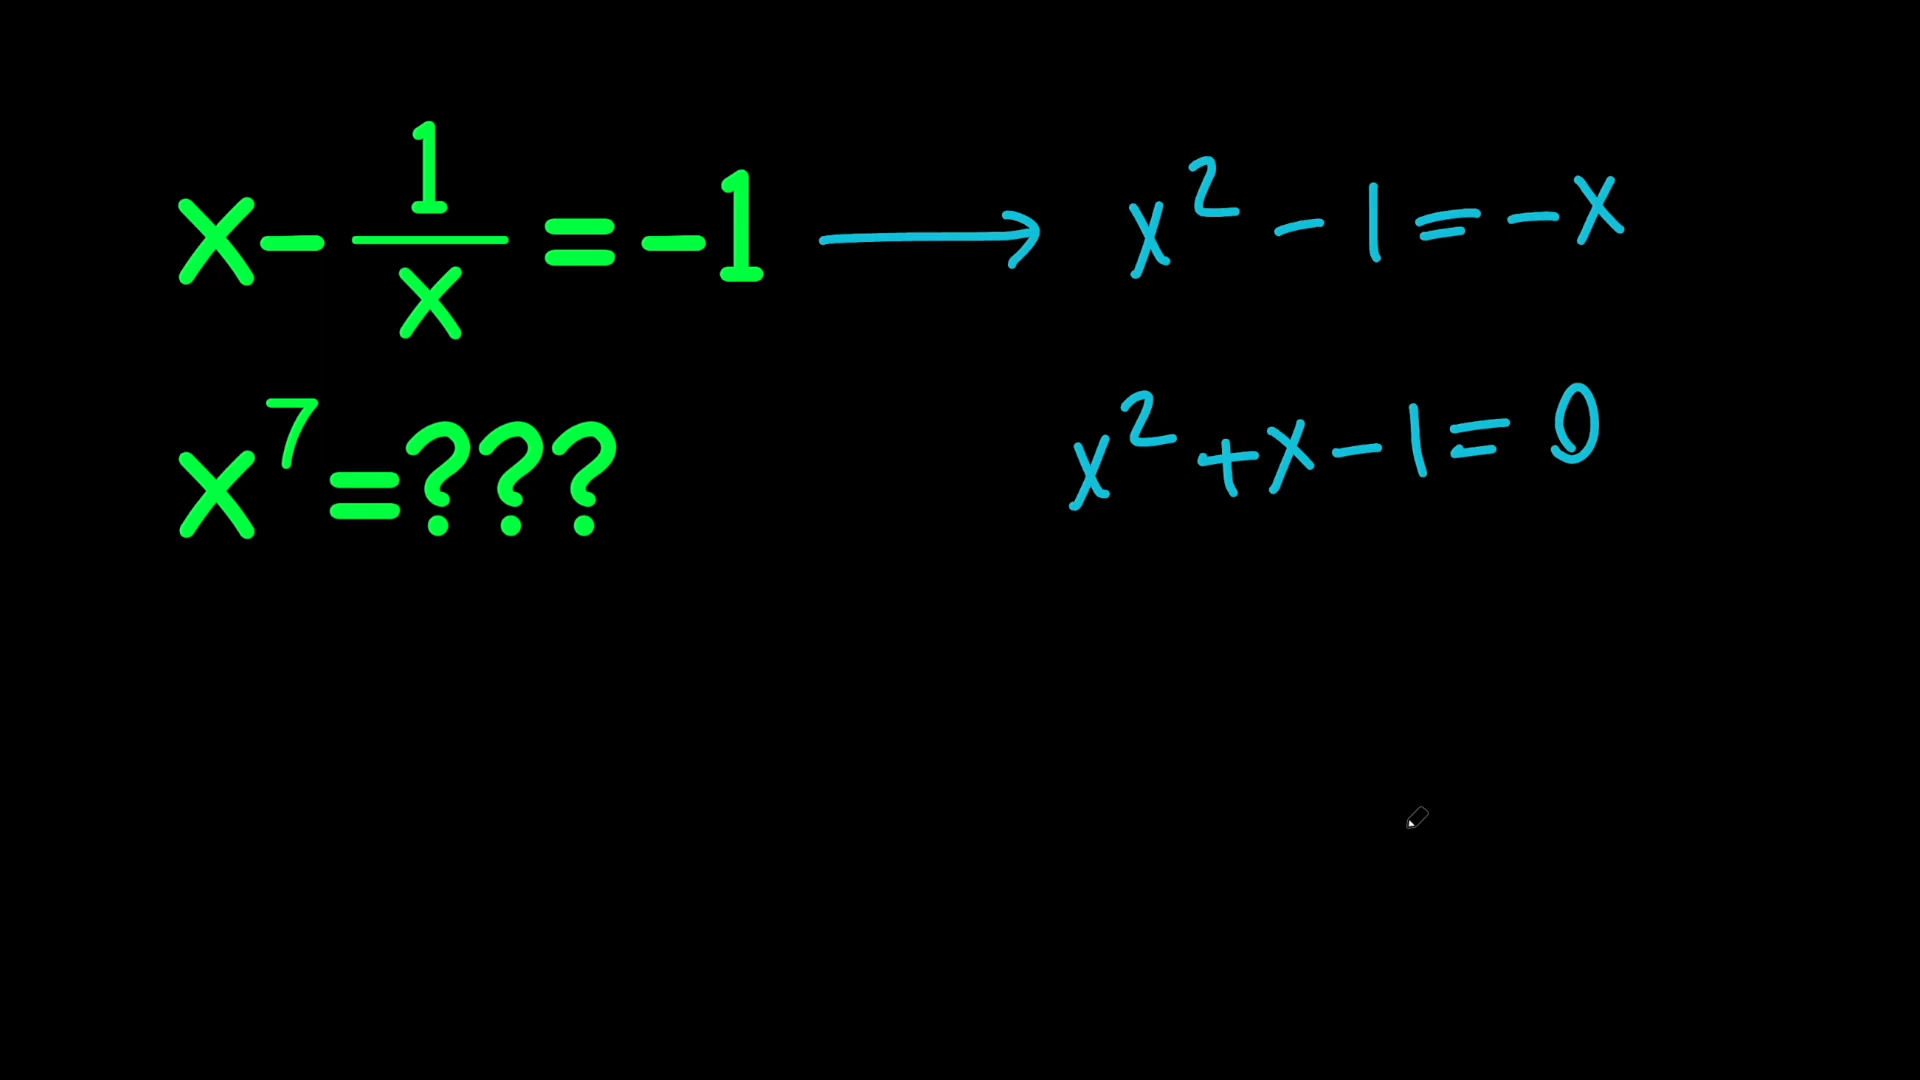 x - 1/x = -1 → x² - 1 = -x
x⁷ = ???
x² + x - 1 = 0